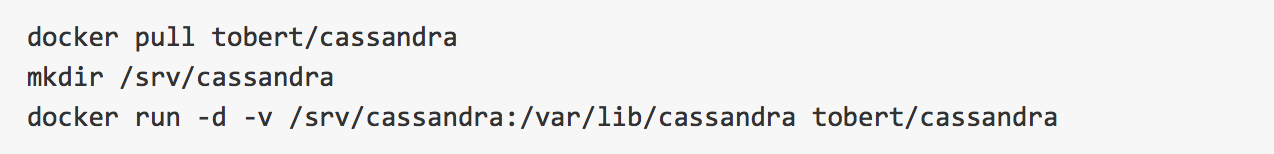 docker pull tobert/cassandra
mkdir /srv/cassandra
docker run -d -v /srv/cassandra:/var/lib/cassandra tobert/cassandra